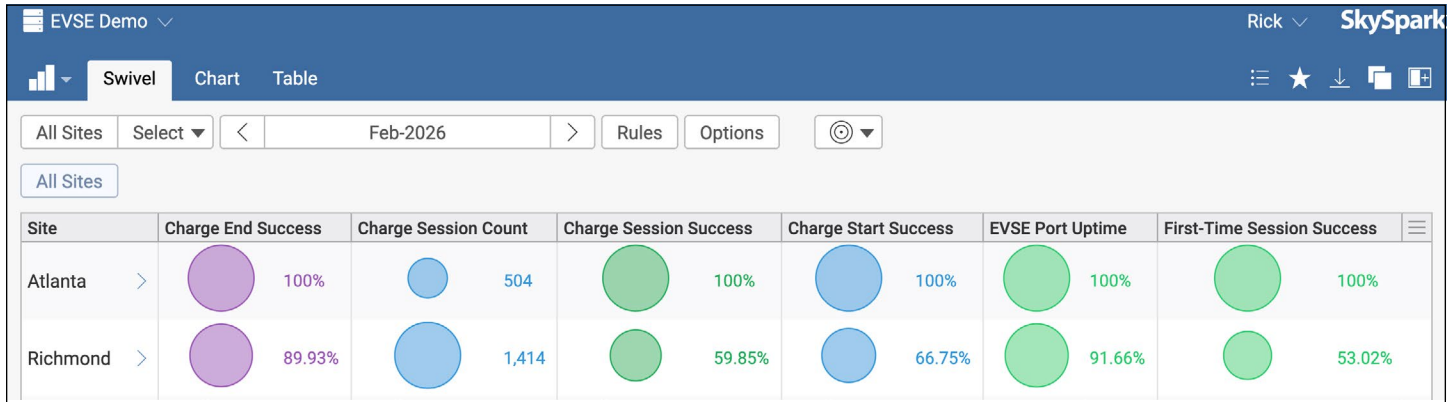 EVSE Demo Rick SkySpark
Swivel Chart Table
All Sites Select Feb-2026 Rules Options
All Sites
Site Charge End Success Charge Session Count Charge Session Success Charge Start Success EVSE Port Uptime First-Time Session Success
Atlanta 100% 504 100% 100% 100% 100%
Richmond 89.93% 1,414 59.85% 66.75% 91.66% 53.02%